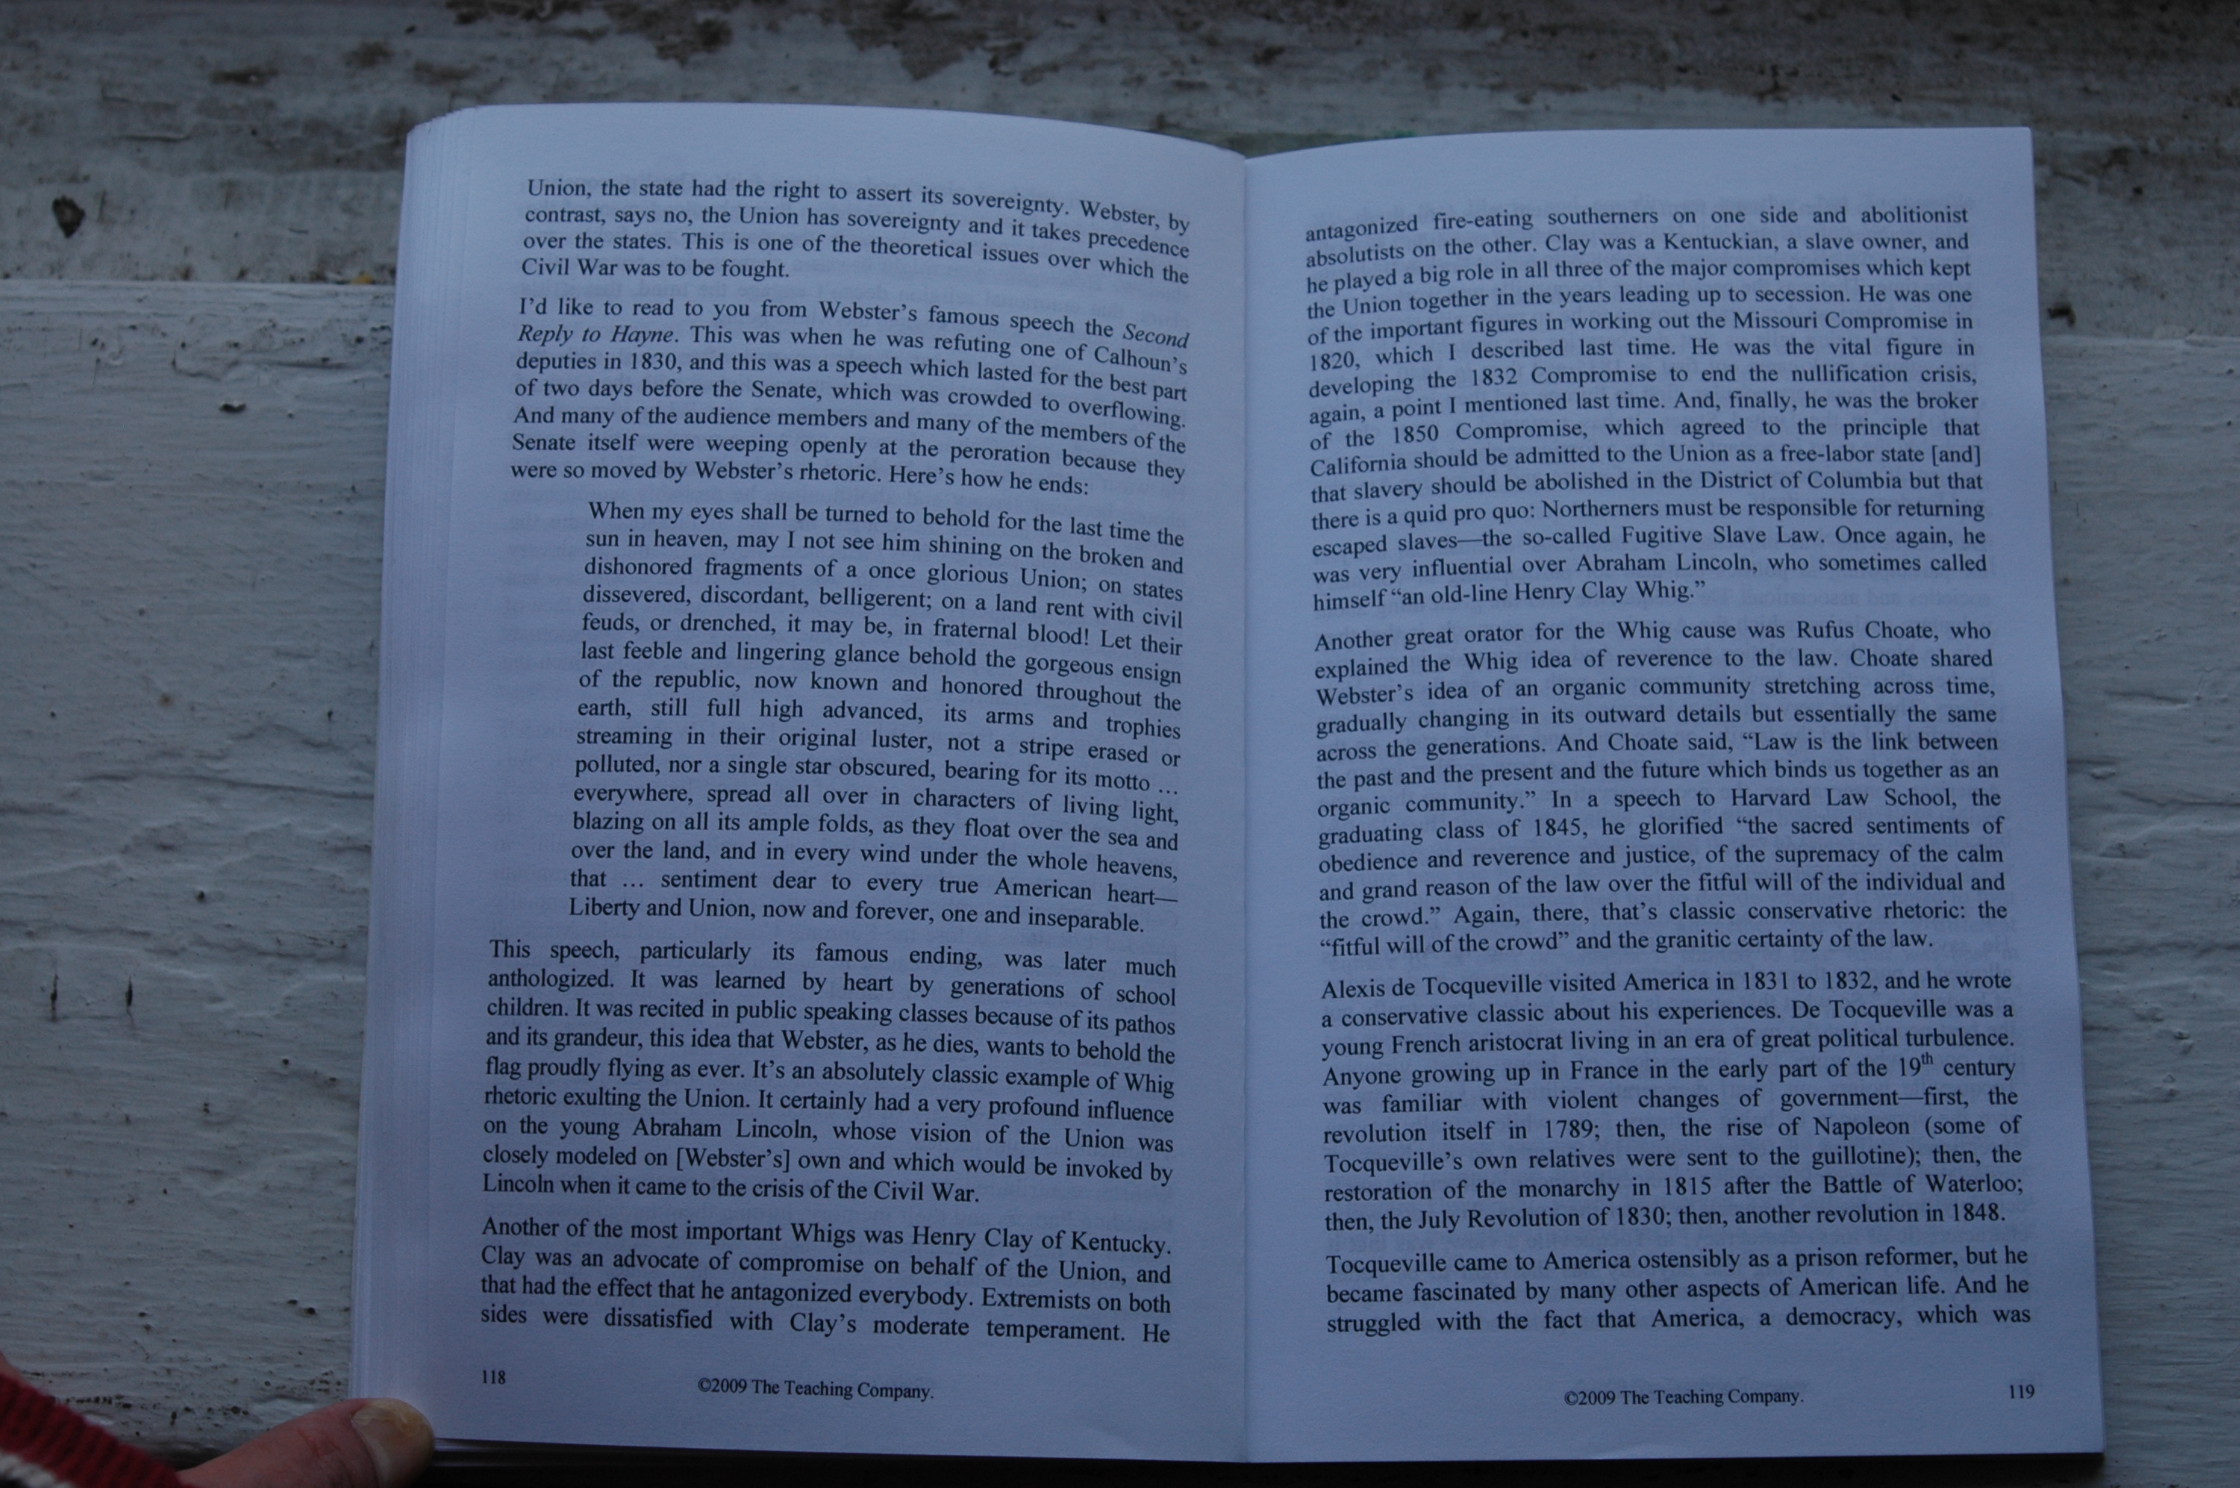 Union, the state had the right to assert its sovereignty. Webster, by
contrast, says no, the Union has sovereignty and it takes precedence
over the states. This is one of the theoretical issues over which the
Civil War was to be fought.
I'd like to read to you from Webster's famous speech the Second
Reply to Hayne. This was when he was refuting one of Calhoun's
deputies in 1830, and this was a speech which lasted for the best part
of two days before the Senate, which was crowded to overflowing.
And many of the audience members and many of the members of the
Senate itself were weeping openly at the peroration because they
were so moved by Webster's rhetoric. Here's how he ends:
When my eyes shall be turned to behold for the last time the
sun in heaven, may I not see him shining on the broken and
dishonored fragments of a once glorious Union; on states
dissevered, discordant, belligerent; on a land rent with civil
feuds, or drenched, it may be, in fraternal blood! Let their
last feeble and lingering glance behold the gorgeous ensign
of the republic, now known and honored throughout the
earth, still full high advanced, its arms and trophies
streaming in their original luster, not a stripe erased or
polluted, nor a single star obscured, bearing for its motto ...
everywhere, spread all over in characters of living light,
blazing on all its ample folds, as they float over the sea and
over the land, and in every wind under the whole heavens,
that ... sentiment dear to every true American heart—
Liberty and Union, now and forever, one and inseparable.
This speech, particularly its famous ending, was later much
anthologized. It was learned by heart by generations of school
children. It was recited in public speaking classes because of its pathos
and its grandeur, this idea that Webster, as he dies, wants to behold the
flag proudly flying as ever. It's an absolutely classic example of Whig
rhetoric exulting the Union. It certainly had a very profound influence
on the young Abraham Lincoln, whose vision of the Union was
closely modeled on [Webster's] own and which would be invoked by
Lincoln when it came to the crisis of the Civil War.
Another of the most important Whigs was Henry Clay of Kentucky.
Clay was an advocate of compromise on behalf of the Union, and
that had the effect that he antagonized everybody. Extremists on both
sides were dissatisfied with Clay's moderate temperament. He
118
©2009 The Teaching Company.
antagonized fire-eating southerners on one side and abolitionist
absolutists on the other. Clay was a Kentuckian, a slave owner, and
he played a big role in all three of the major compromises which kept
the Union together in the years leading up to secession. He was one
of the important figures in working out the Missouri Compromise in
1820, which I described last time. He was the vital figure in
developing the 1832 Compromise to end the nullification crisis,
again, a point I mentioned last time. And, finally, he was the broker
of the 1850 Compromise, which agreed to the principle that
California should be admitted to the Union as a free-labor state [and]
that slavery should be abolished in the District of Columbia but that
there is a quid pro quo: Northerners must be responsible for returning
escaped slaves—the so-called Fugitive Slave Law. Once again, he
was very influential over Abraham Lincoln, who sometimes called
himself “an old-line Henry Clay Whig.”
Another great orator for the Whig cause was Rufus Choate, who
explained the Whig idea of reverence to the law. Choate shared
Webster's idea of an organic community stretching across time,
gradually changing in its outward details but essentially the same
across the generations. And Choate said, “Law is the link between
the past and the present and the future which binds us together as an
organic community.” In a speech to Harvard Law School, the
graduating class of 1845, he glorified “the sacred sentiments of
obedience and reverence and justice, of the supremacy of the calm
and grand reason of the law over the fitful will of the individual and
the crowd.” Again, there, that's classic conservative rhetoric: the
“fitful will of the crowd” and the granitic certainty of the law.
Alexis de Tocqueville visited America in 1831 to 1832, and he wrote
a conservative classic about his experiences. De Tocqueville was a
young French aristocrat living in an era of great political turbulence.
Anyone growing up in France in the early part of the 19th century
was familiar with violent changes of government—first, the
revolution itself in 1789; then, the rise of Napoleon (some of
Tocqueville's own relatives were sent to the guillotine); then, the
restoration of the monarchy in 1815 after the Battle of Waterloo;
then, the July Revolution of 1830; then, another revolution in 1848.
Tocqueville came to America ostensibly as a prison reformer, but he
became fascinated by many other aspects of American life. And he
struggled with the fact that America, a democracy, which was
©2009 The Teaching Company.
119